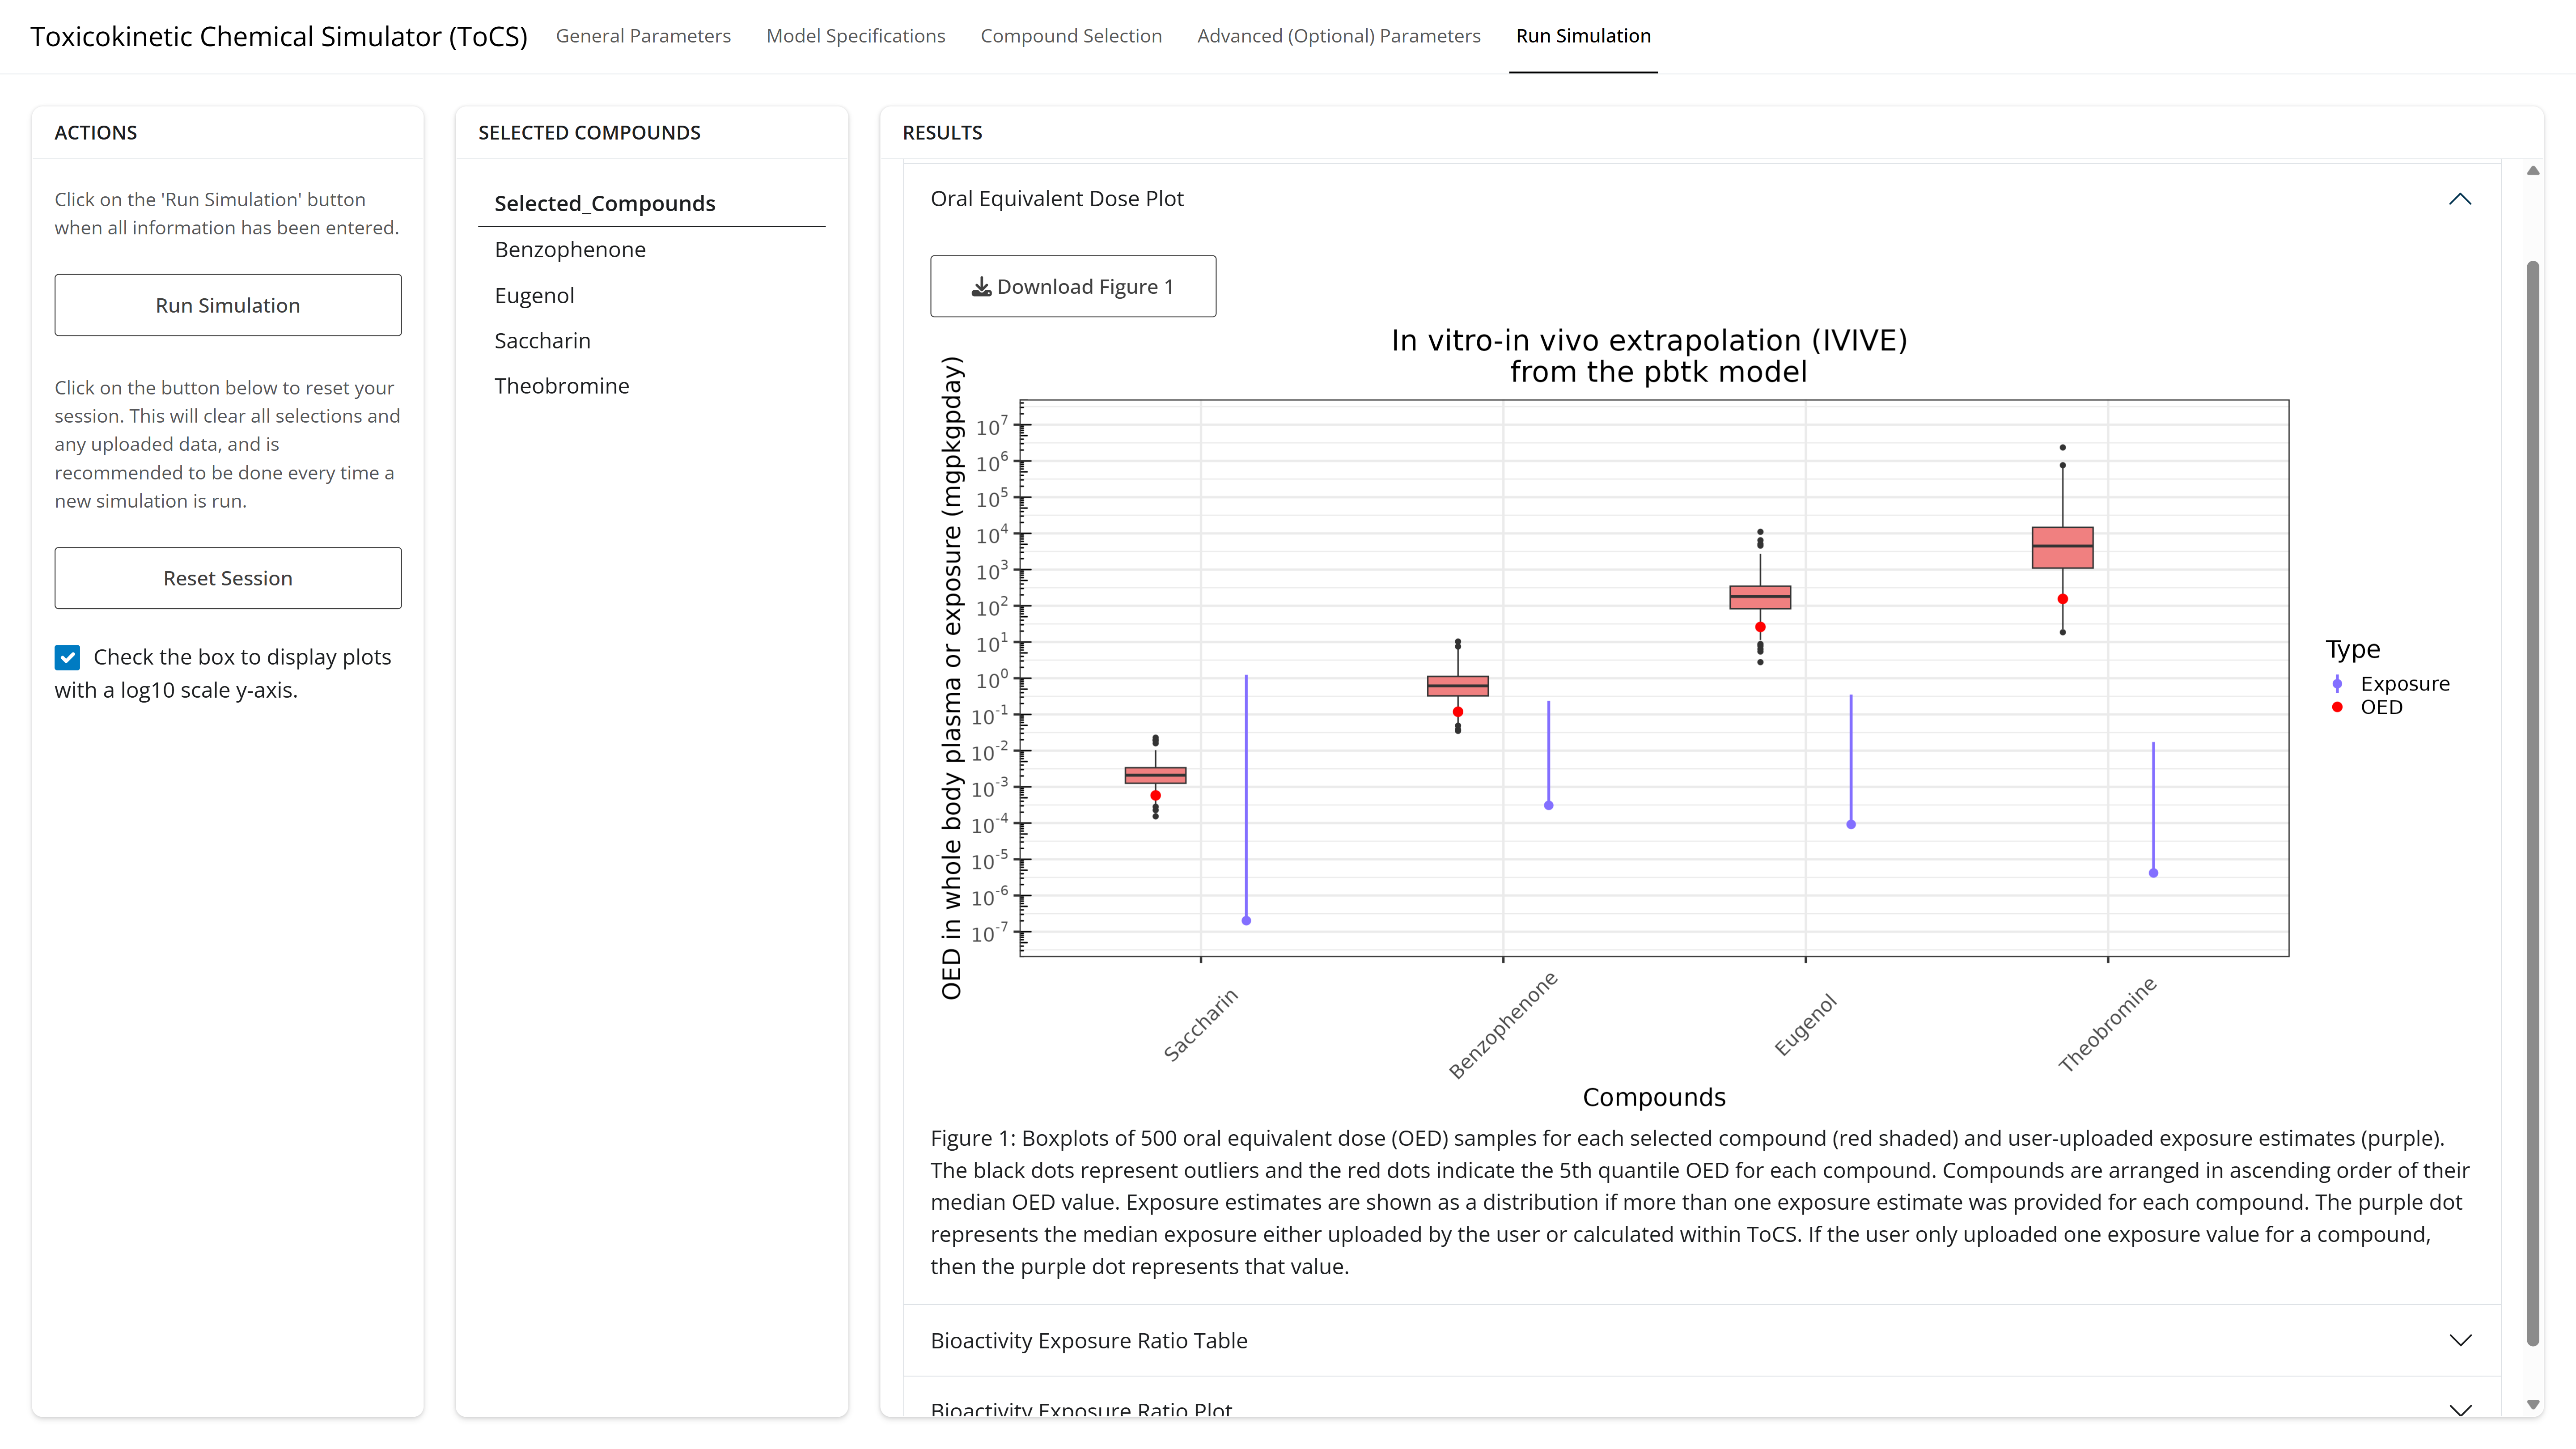 Toxicokinetic Chemical Simulator (ToCS)
General Parameters
Model Specifications
Compound Selection
Advanced (Optional) Parameters
Run Simulation
ACTIONS
Click on the 'Run Simulation' button
when all information has been entered.
Run Simulation
Click on the button below to reset your
session. This will clear all selections and
any uploaded data, and is
recommended to be done every time a
new simulation is run.
Reset Session
Check the box to display plots
with a log10 scale y-axis.
SELECTED COMPOUNDS
Selected_Compounds
Benzophenone
Eugenol
Saccharin
Theobromine
RESULTS
Oral Equivalent Dose Plot
Download Figure 1
In vitro-in vivo extrapolation (IVIVE)
from the pbtk model
OED in whole body plasma or exposure (mgpkgpday)
10^7
10^6
10^5
10^4
10^3
10^2
10^1
10^0
10^-1
10^-2
10^-3
10^-4
10^-5
10^-6
10^-7
Saccharin
Benzophenone
Eugenol
Theobromine
Compounds
Type
Exposure
OED
Figure 1: Boxplots of 500 oral equivalent dose (OED) samples for each selected compound (red shaded) and user-uploaded exposure estimates (purple).
The black dots represent outliers and the red dots indicate the 5th quantile OED for each compound. Compounds are arranged in ascending order of their
median OED value. Exposure estimates are shown as a distribution if more than one exposure estimate was provided for each compound. The purple dot
represents the median exposure either uploaded by the user or calculated within ToCS. If the user only uploaded one exposure value for a compound,
then the purple dot represents that value.
Bioactivity Exposure Ratio Table
Bioactivity Exposure Ratio Plot